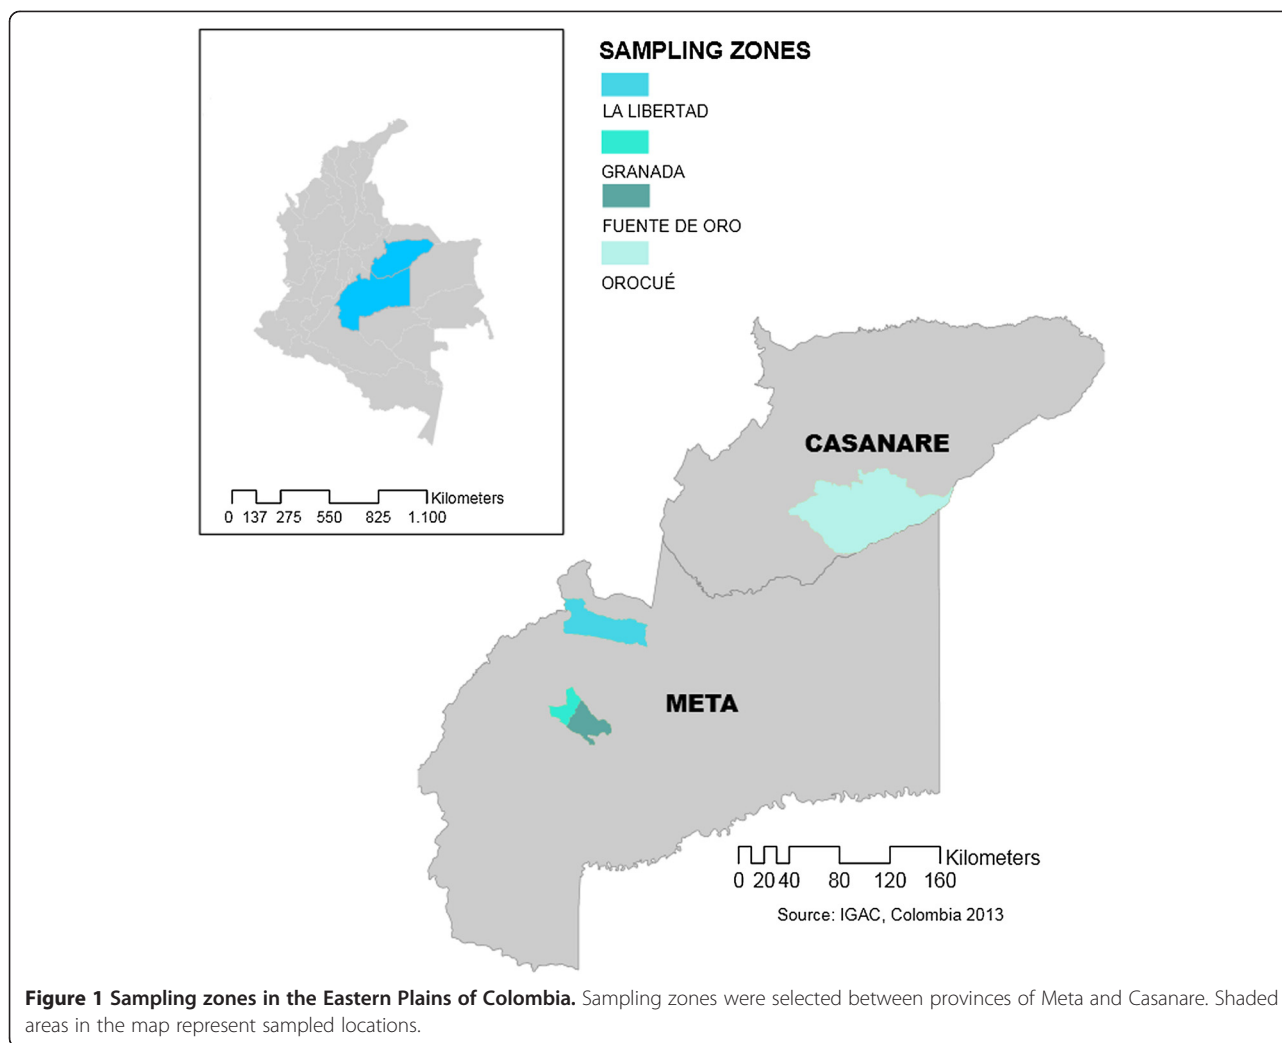 SAMPLING ZONES
LA LIBERTAD
GRANADA
FUENTE DE ORO
OROCUÉ
Kilometers
0 137 275 550 825 1.100
CASANARE
META
Kilometers
0 20 40 80 120 160
Source: IGAC, Colombia 2013
Figure 1 Sampling zones in the Eastern Plains of Colombia. Sampling zones were selected between provinces of Meta and Casanare. Shaded
areas in the map represent sampled locations.